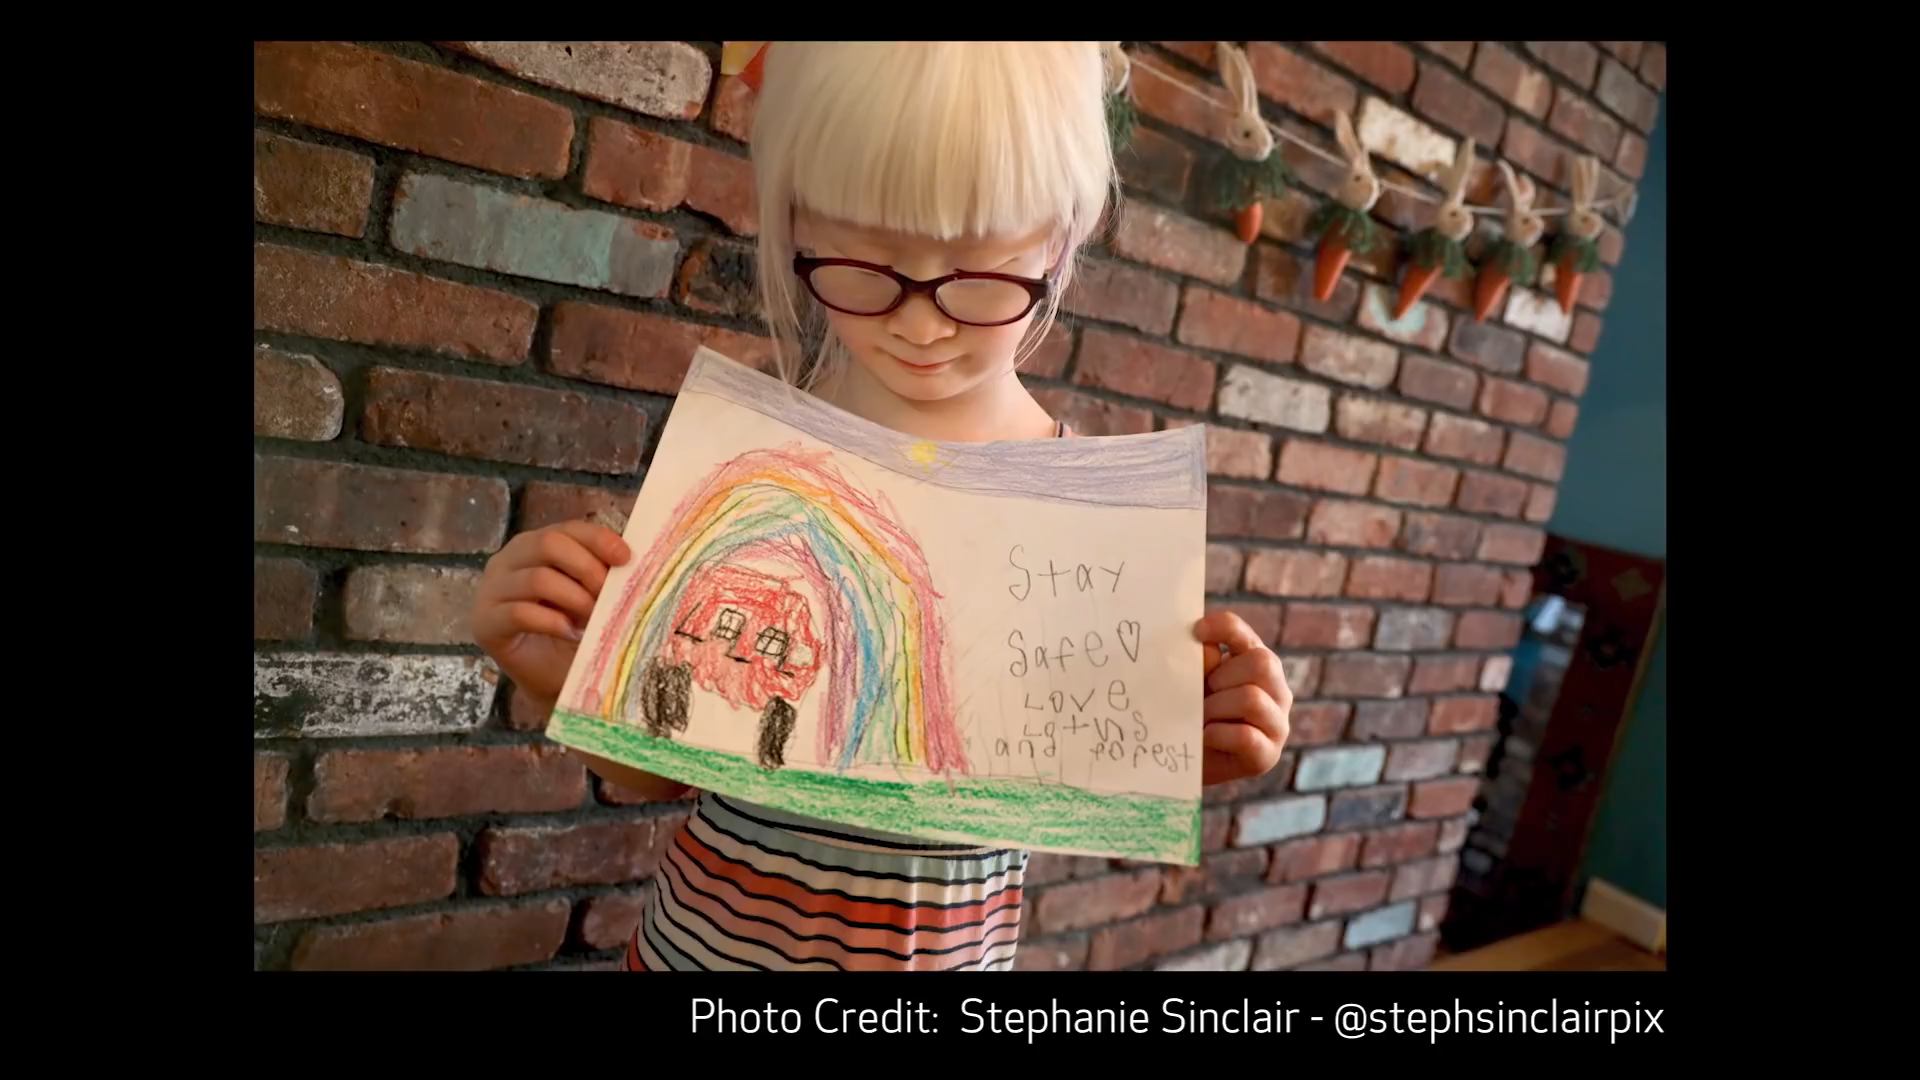 Stay
Safe♡
Love
Lotus
and forest
Photo Credit:  Stephanie Sinclair - @stephsinclairpix